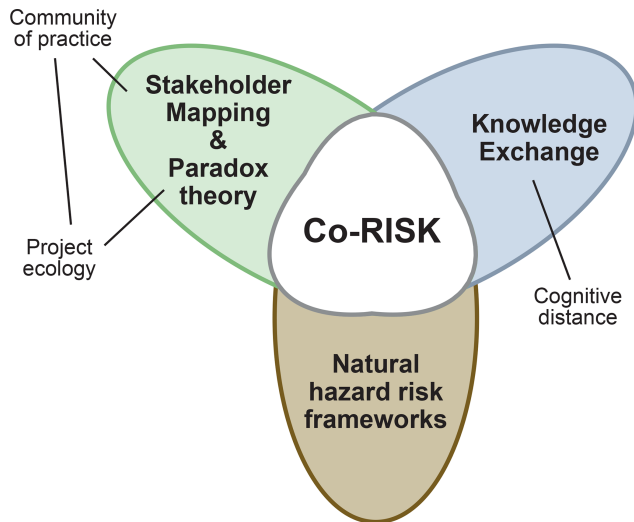 Community
of practice
Stakeholder
Mapping
&
Paradox
theory
Knowledge
Exchange
Co-RISK
Project
ecology
Cognitive
distance
Natural
hazard risk
frameworks